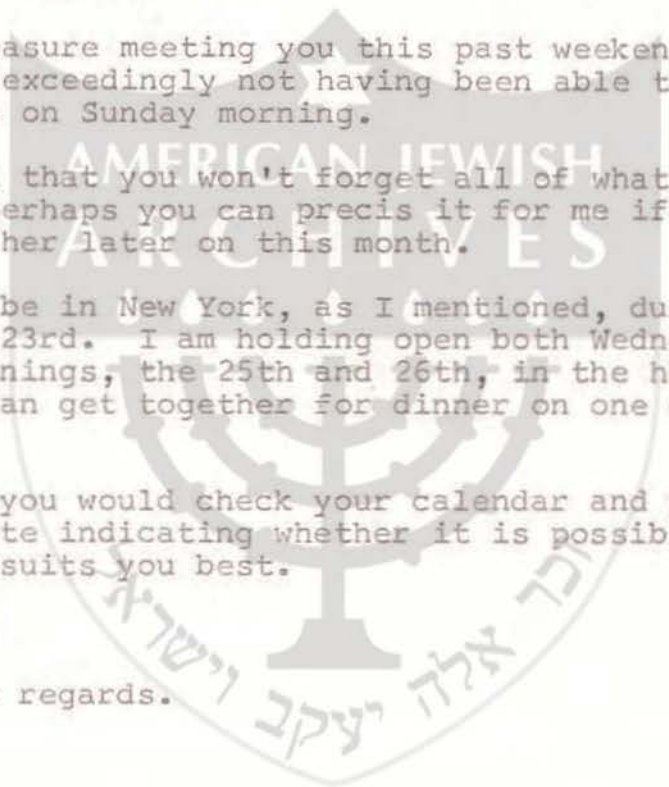 asure meeting you this past weeken
exceedingly not having been able t
on Sunday morning.
AMERICAN JEWISH
that you won't forget all of what
erhaps you can precis it for me if
her later on this month.
ARCHIVES
be in New York, as I mentioned, du
23rd. I am holding open both Wedn
nings, the 25th and 26th, in the h
an get together for dinner on one
you would check your calendar and
te indicating whether it is possib
suits you best.
regards.
זכר אלה יעקב וישראל